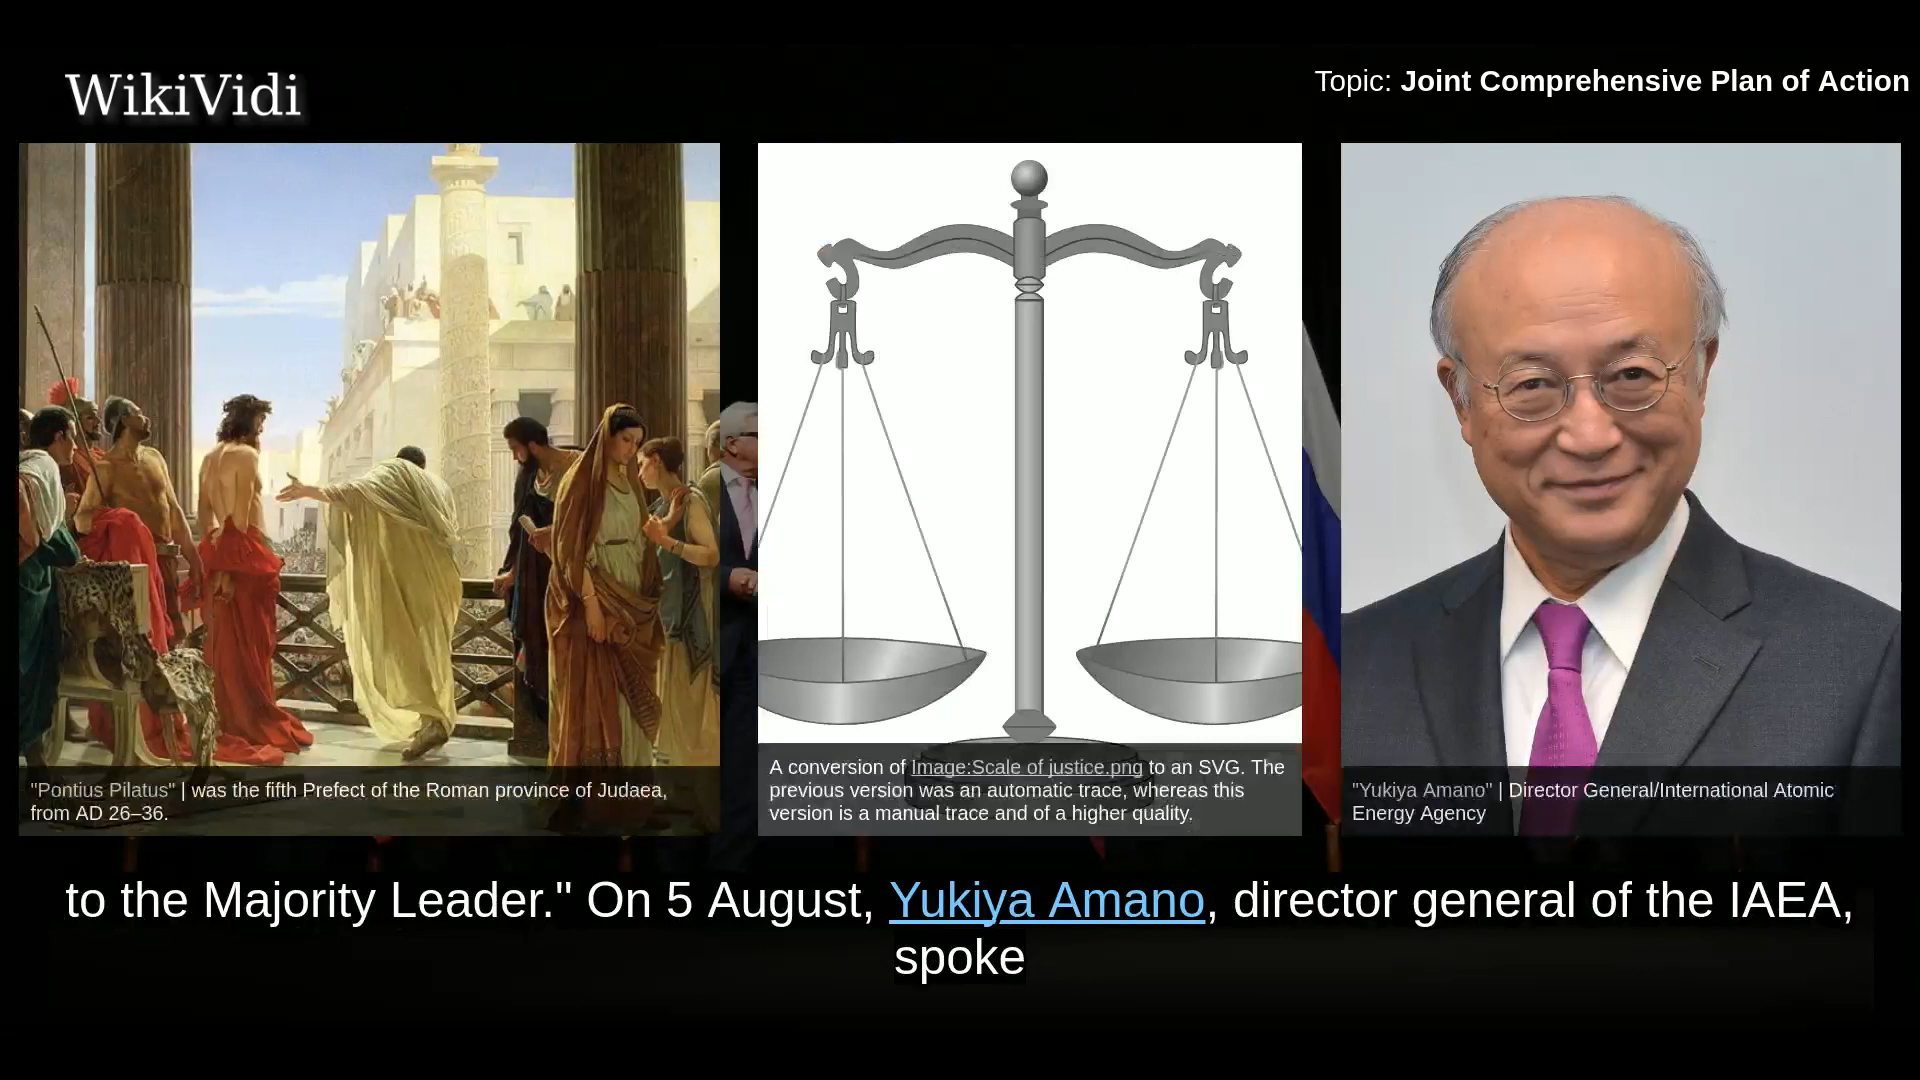 WikiVidi
Topic: Joint Comprehensive Plan of Action
"Pontius Pilatus" | was the fifth Prefect of the Roman province of Judaea,
from AD 26–36.
A conversion of Image:Scale of justice.png to an SVG. The
previous version was an automatic trace, whereas this
version is a manual trace and of a higher quality.
"Yukiya Amano" | Director General/International Atomic
Energy Agency
to the Majority Leader." On 5 August, Yukiya Amano, director general of the IAEA,
spoke